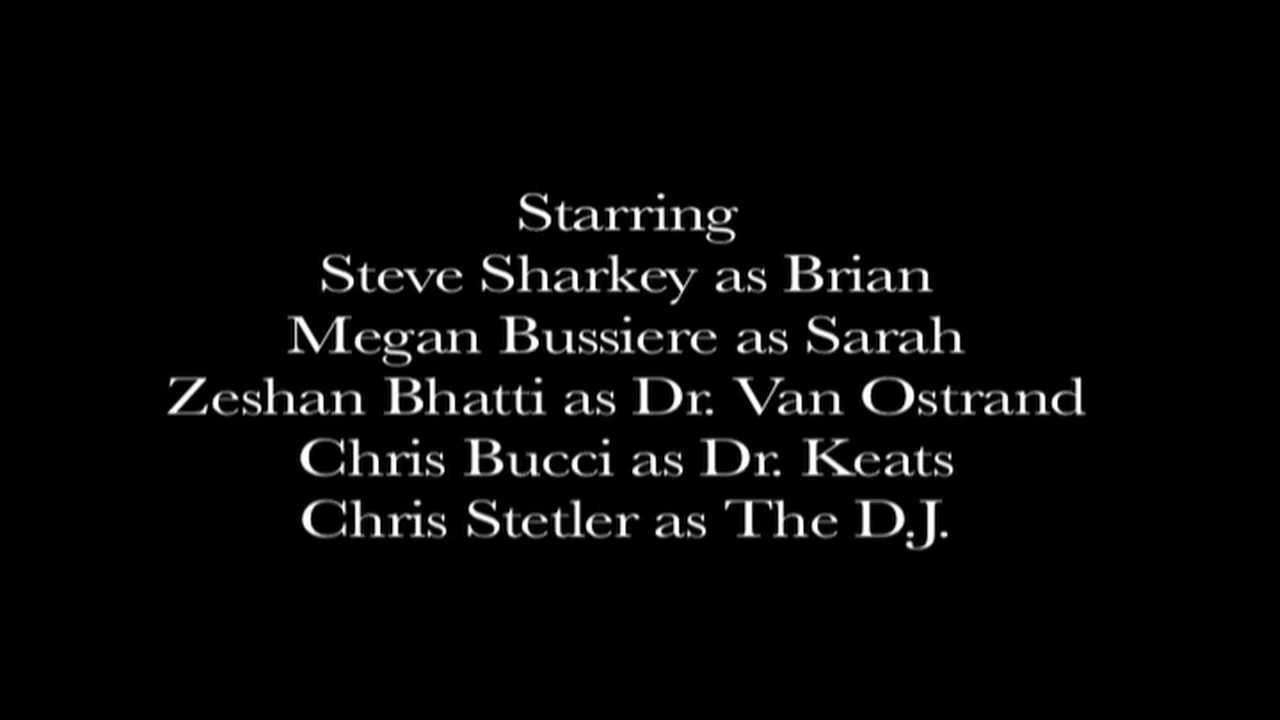 Starring
Steve Sharkey as Brian
Megan Bussiere as Sarah
Zeshan Bhatti as Dr. Van Ostrand
Chris Bucci as Dr. Keats
Chris Stetler as The D.J.